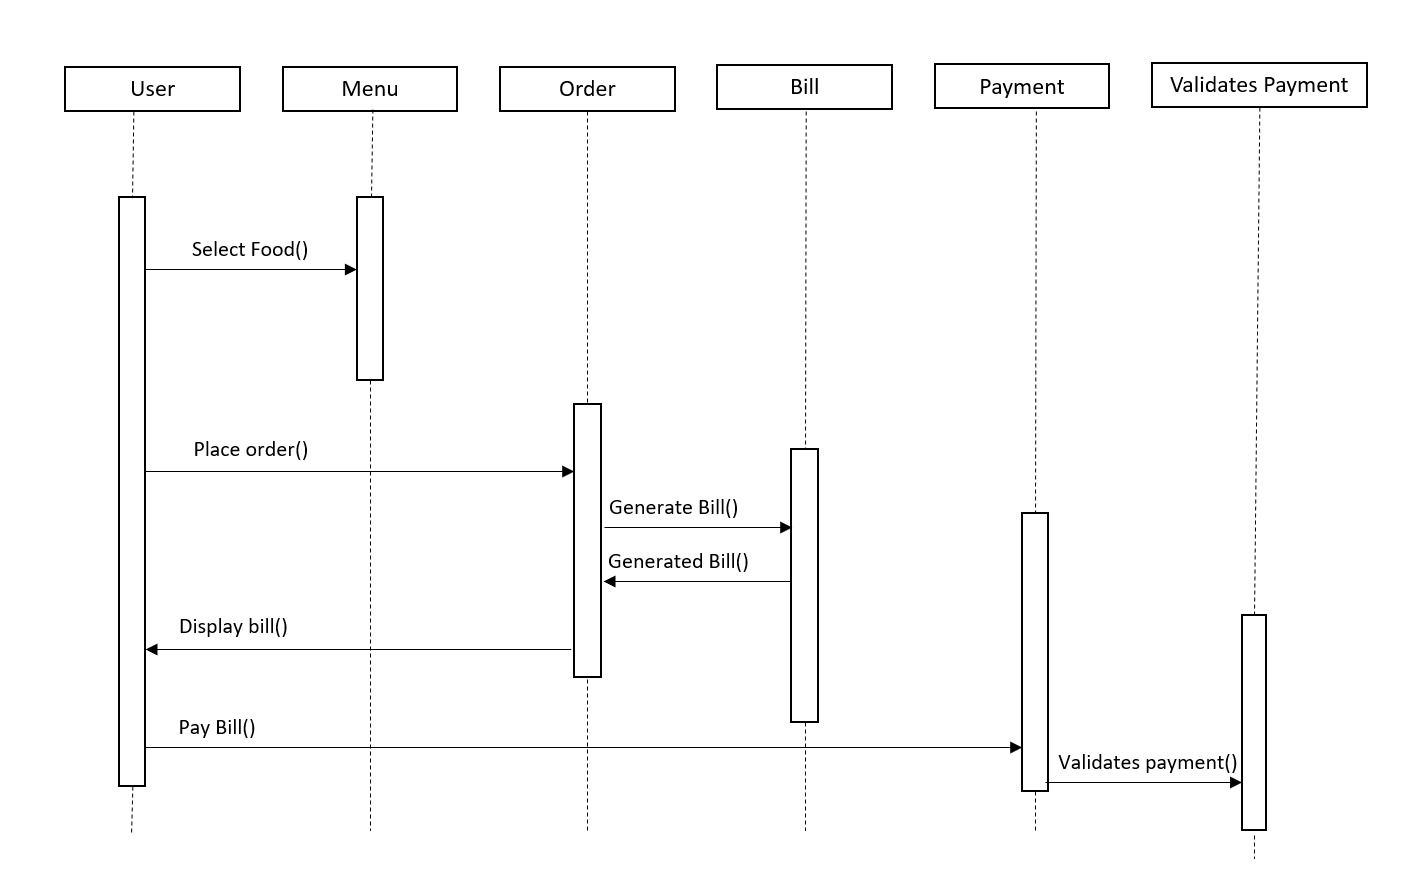 User
Menu
Order
Bill
Payment
Validates Payment
Select Food()
Place order()
Generate Bill()
Generated Bill()
Display bill()
Pay Bill()
Validates payment()